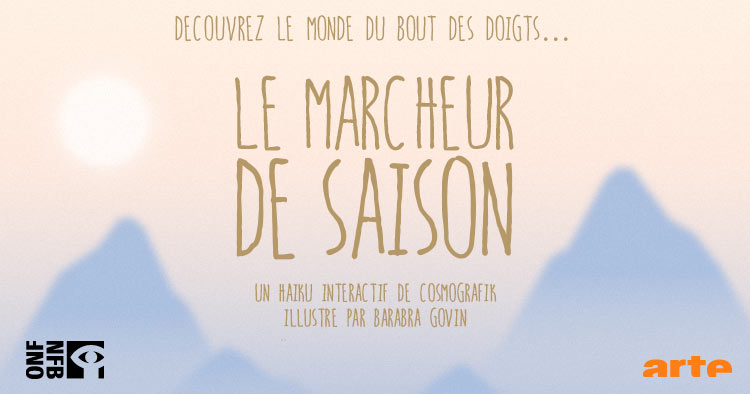 DECOUVREZ LE MONDE DU BOUT DES DOIGTS...
LE MARCHEUR
DE SAISON
UN HAIKU INTERACTIF DE COSMOGRAFIK
ILLUSTRE PAR BARABRA GOVIN
ONF
NFB
arte